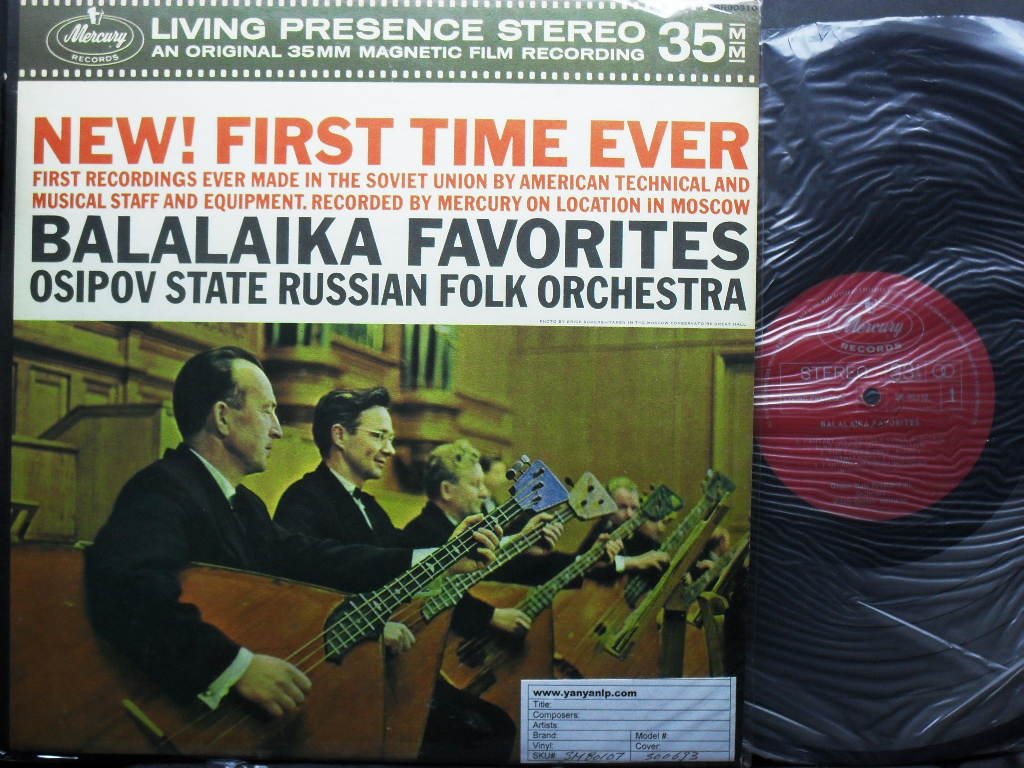 Mercury
RECORDS
LIVING PRESENCE STEREO
AN ORIGINAL 35MM MAGNETIC FILM RECORDING
35
MM
NEW! FIRST TIME EVER
FIRST RECORDINGS EVER MADE IN THE SOVIET UNION BY AMERICAN TECHNICAL AND
MUSICAL STAFF AND EQUIPMENT. RECORDED BY MERCURY ON LOCATION IN MOSCOW
BALALAIKA FAVORITES
OSIPOV STATE RUSSIAN FOLK ORCHESTRA
Mercury
RECORDS
STEREO
1
BALALAIKA FAVORITES
www.yanyanlp.com
Title:
Composers:
Artists:
Brand: Model #:
Vinyl: Cover:
SKU#: